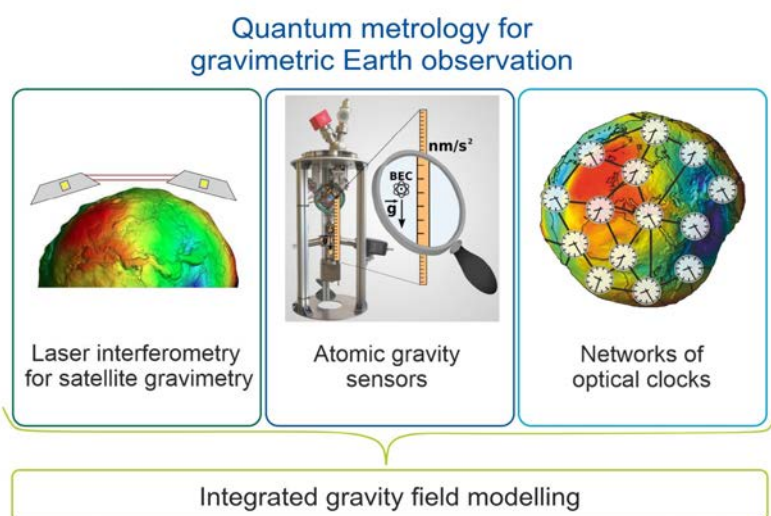 Quantum metrology for
gravimetric Earth observation
nm/s²
BEC
g
Laser interferometry
for satellite gravimetry
Atomic gravity
sensors
Networks of
optical clocks
Integrated gravity field modelling